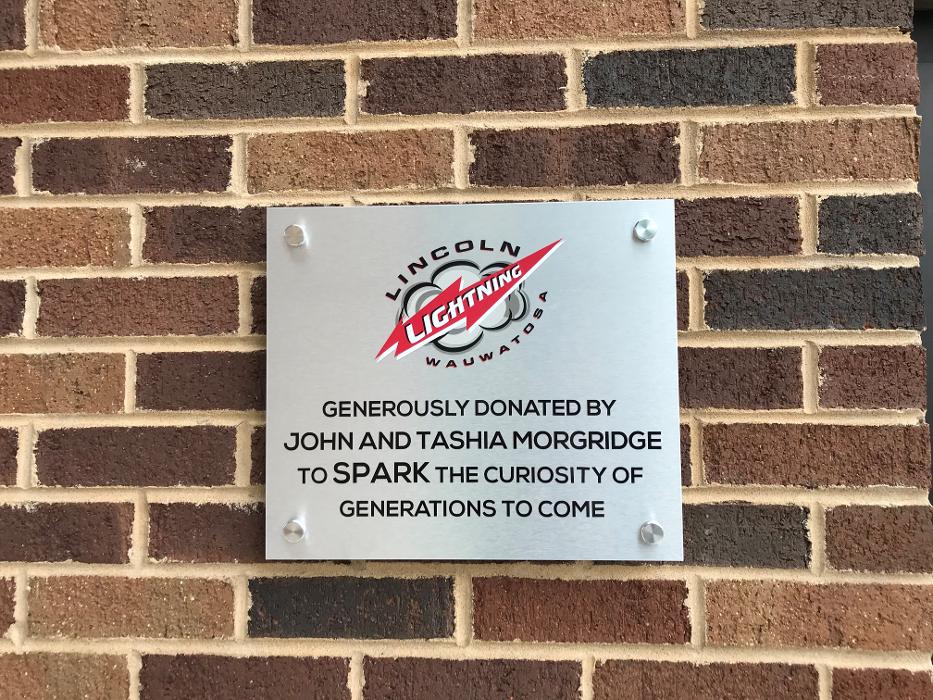 LINCOLN
LIGHTNING
WAUWATOSA
GENEROUSLY DONATED BY
JOHN AND TASHIA MORGRIDGE
TO SPARK THE CURIOSITY OF
GENERATIONS TO COME